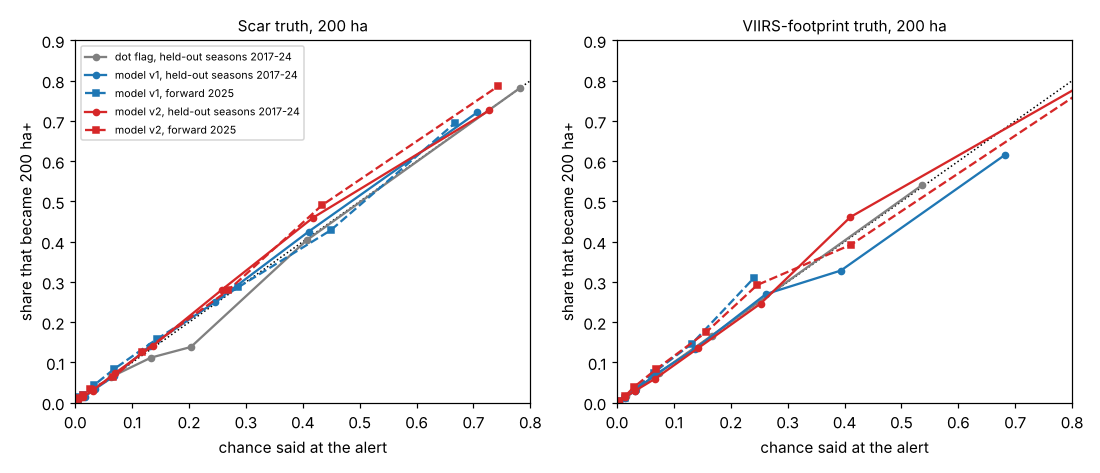 Scar truth, 200 ha
0.9
0.8
0.7
0.6
0.5
0.4
0.3
0.2
0.1
0.0
share that became 200 ha+
dot flag, held-out seasons 2017-24
model v1, held-out seasons 2017-24
model v1, forward 2025
model v2, held-out seasons 2017-24
model v2, forward 2025
0.0 0.1 0.2 0.3 0.4 0.5 0.6 0.7 0.8
chance said at the alert
VIIRS-footprint truth, 200 ha
0.9
0.8
0.7
0.6
0.5
0.4
0.3
0.2
0.1
0.0
share that became 200 ha+
0.0 0.1 0.2 0.3 0.4 0.5 0.6 0.7 0.8
chance said at the alert